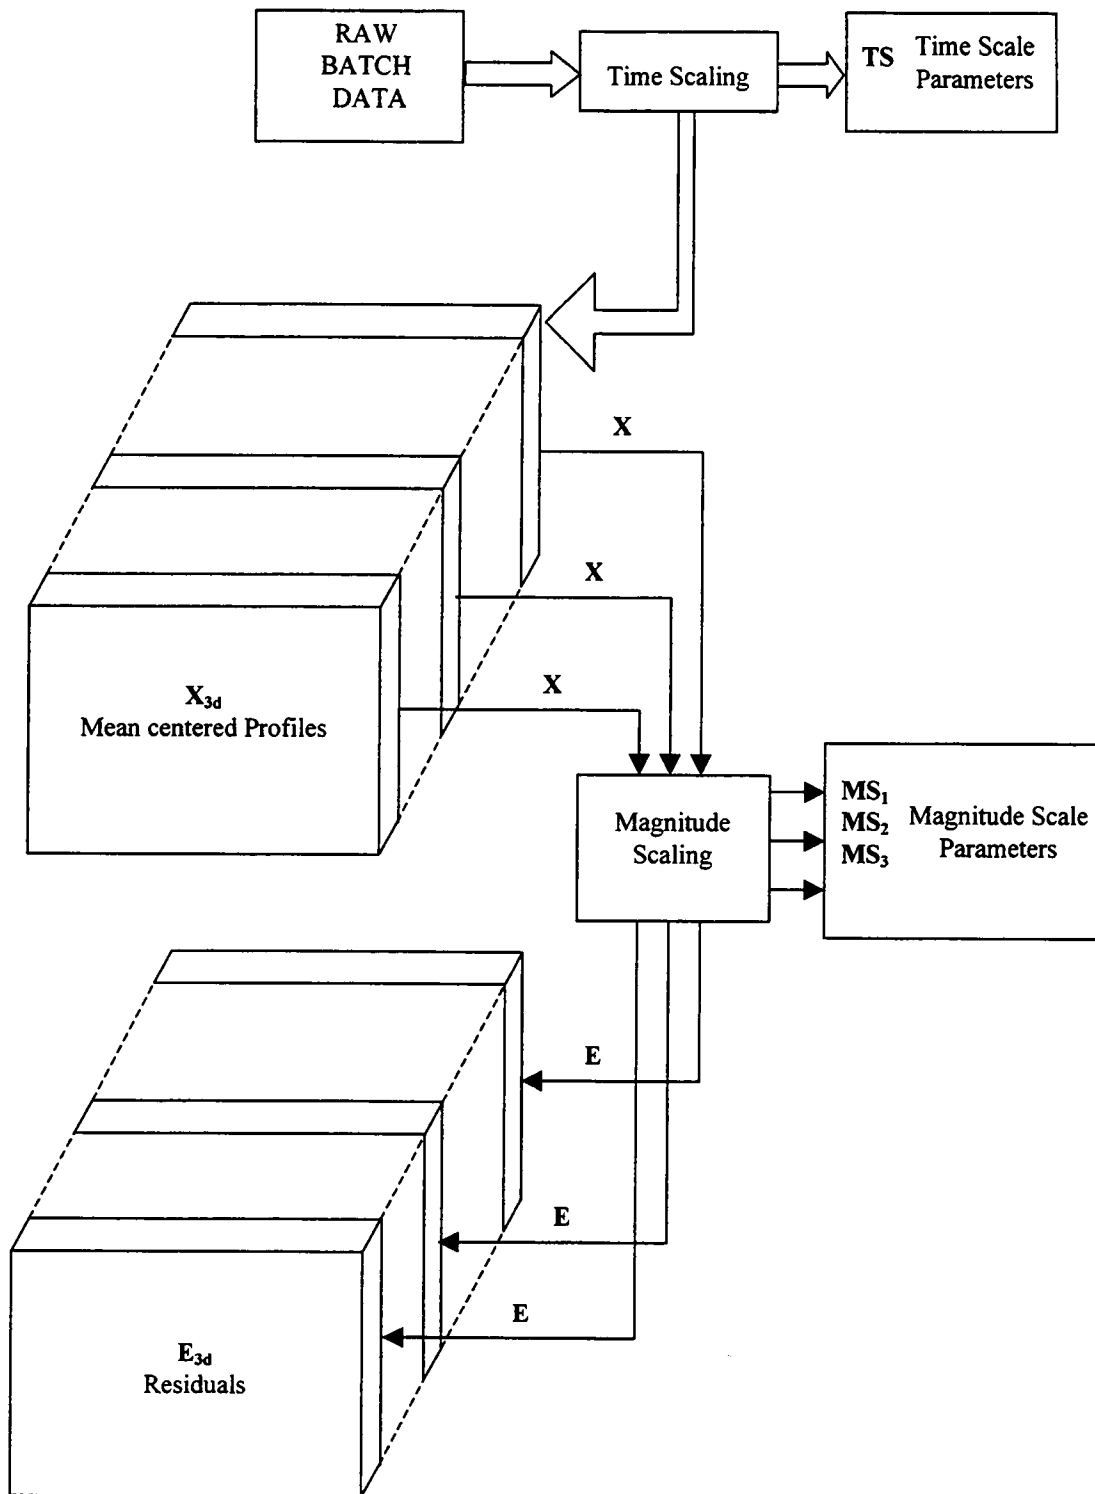 RAW
BATCH
DATA
Time Scaling
TS Time Scale
Parameters
X
X
X
X3d
Mean centered Profiles
Magnitude
Scaling
MS1
MS2
MS3
Magnitude Scale
Parameters
E
E
E
E3d
Residuals